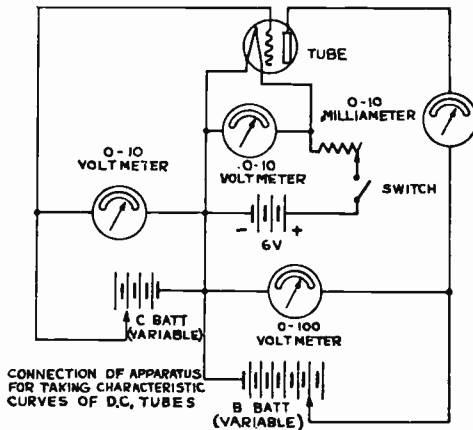 TUBE
0-10
MILLIAMETER
0-10
VOLTMETER
0-10
VOLTMETER
SWITCH
- +
6V
C BATT
(VARIABLE)
0-100
VOLTMETER
CONNECTION OF APPARATUS
FOR TAKING CHARACTERISTIC
CURVES OF D.C. TUBES
B BATT
(VARIABLE)